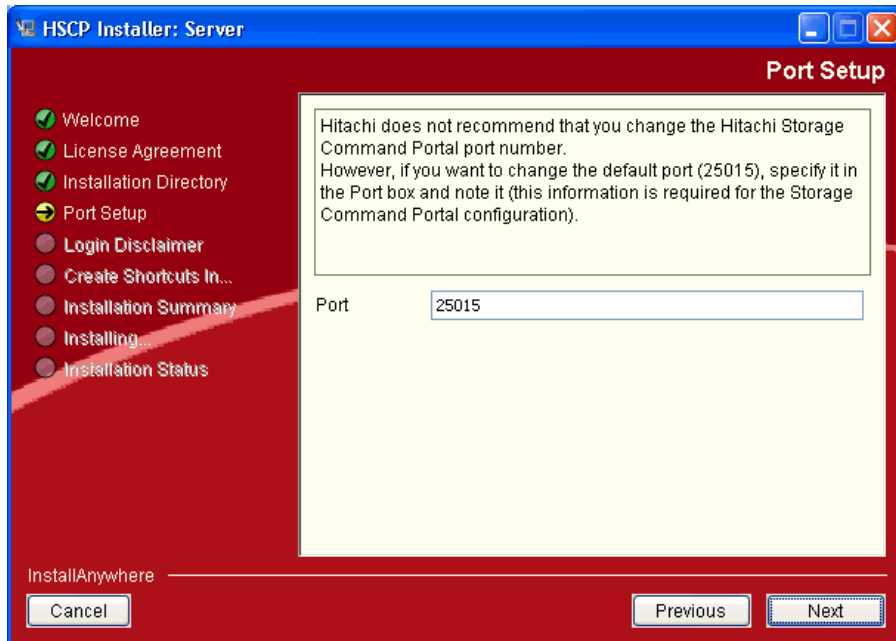 HSCP Installer: Server
Port Setup
Welcome
License Agreement
Installation Directory
Port Setup
Login Disclaimer
Create Shortcuts In...
Installation Summary
Installing...
Installation Status
Hitachi does not recommend that you change the Hitachi Storage
Command Portal port number.
However, if you want to change the default port (25015), specify it in
the Port box and note it (this information is required for the Storage
Command Portal configuration).
Port
25015
InstallAnywhere
Cancel
Previous
Next